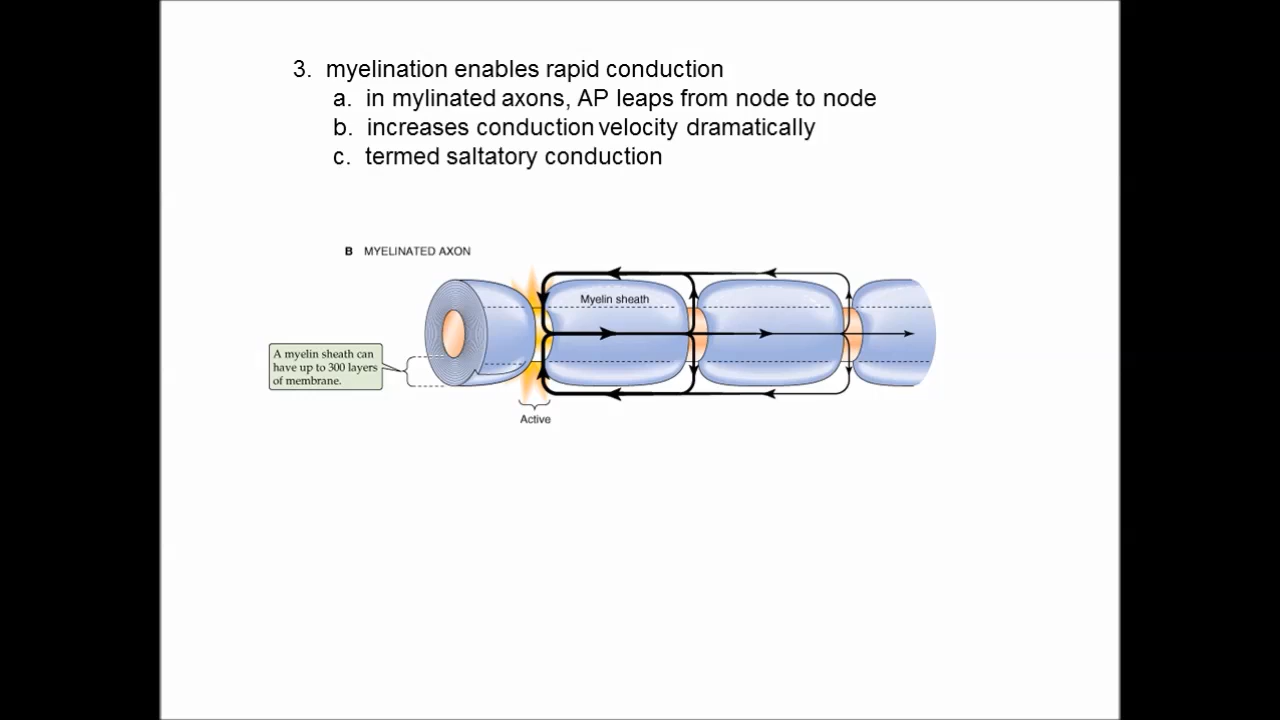 3. myelination enables rapid conduction
a. in mylinated axons, AP leaps from node to node
b. increases conduction velocity dramatically
c. termed saltatory conduction
B MYELINATED AXON
Myelin sheath
A myelin sheath can
have up to 300 layers
of membrane.
Active